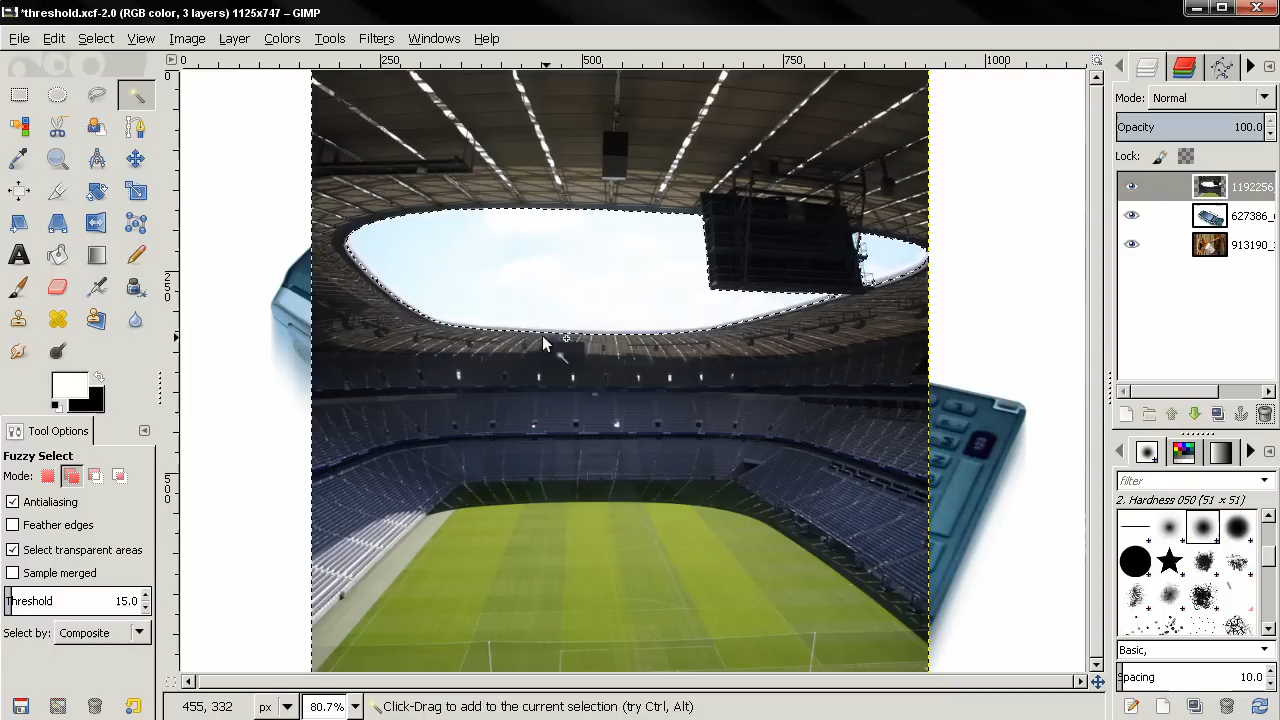 *threshold.xcf-2.0 (RGB color, 3 layers) 1125x747 – GIMP
File Edit Select View Image Layer Colors Tools Filters Windows Help
0 250 500 750 1000
Mode: Normal
Opacity 100.0
Lock:
1192256
627386_
913190_
0
250
500
Tool Options
Fuzzy Select
Mode:
Antialiasing
Feather edges
Select transparent areas
Sample merged
Threshold 15.0
Select by: Composite
filter
2. Hardness 050 (51 × 51)
Basic,
Spacing 10.0
455, 332 px 80.7% Click-Drag to add to the current selection (try Ctrl, Alt)